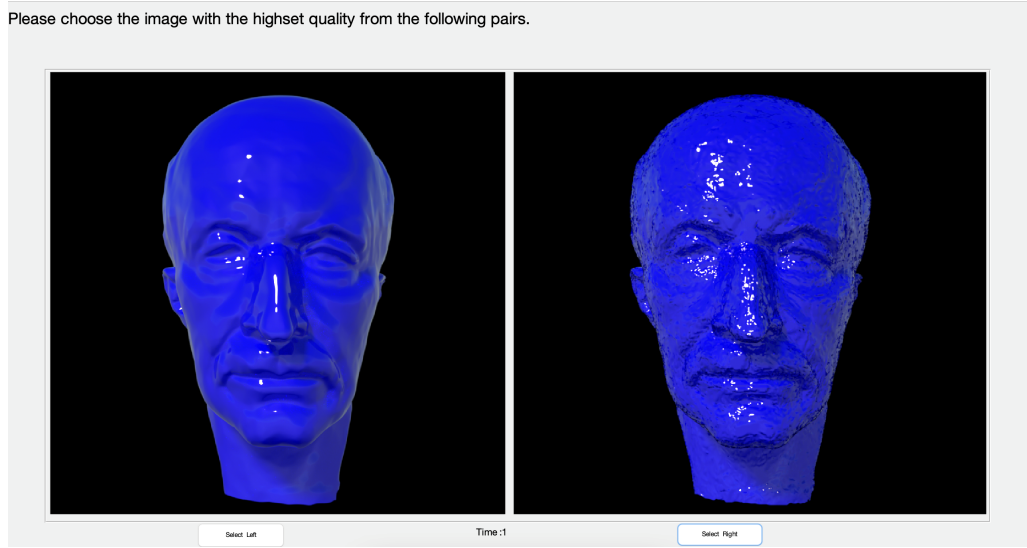 Please choose the image with the highset quality from the following pairs.
Select Left
Time :1
Select Right